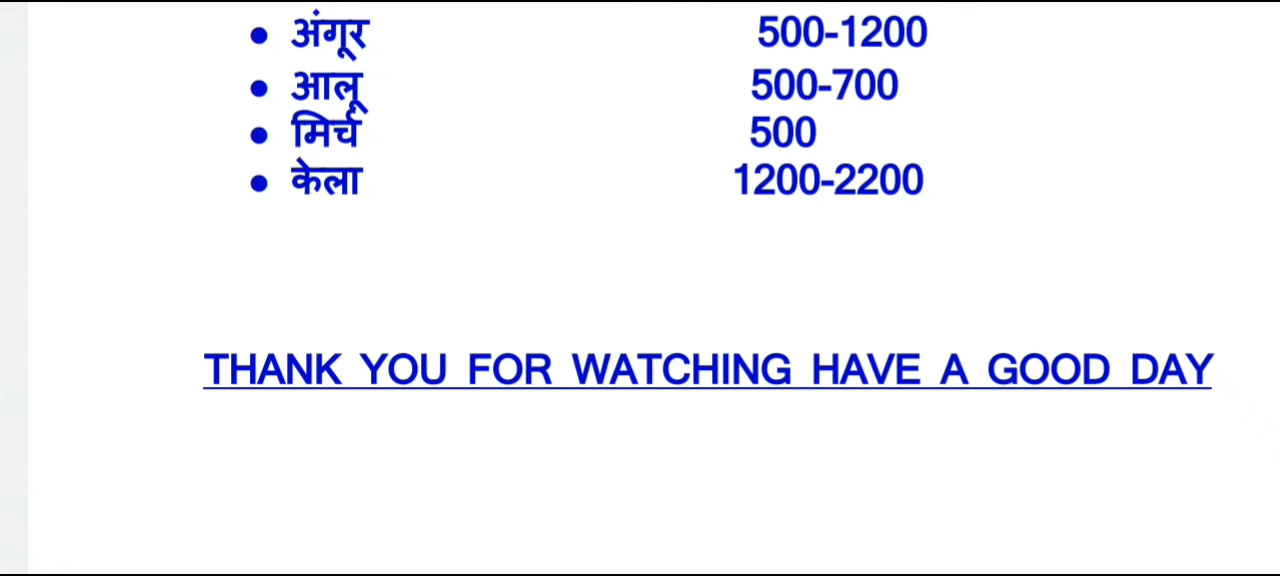 • अंगूर 500-1200
• आलू 500-700
• मिर्च 500
• केला 1200-2200
THANK YOU FOR WATCHING HAVE A GOOD DAY